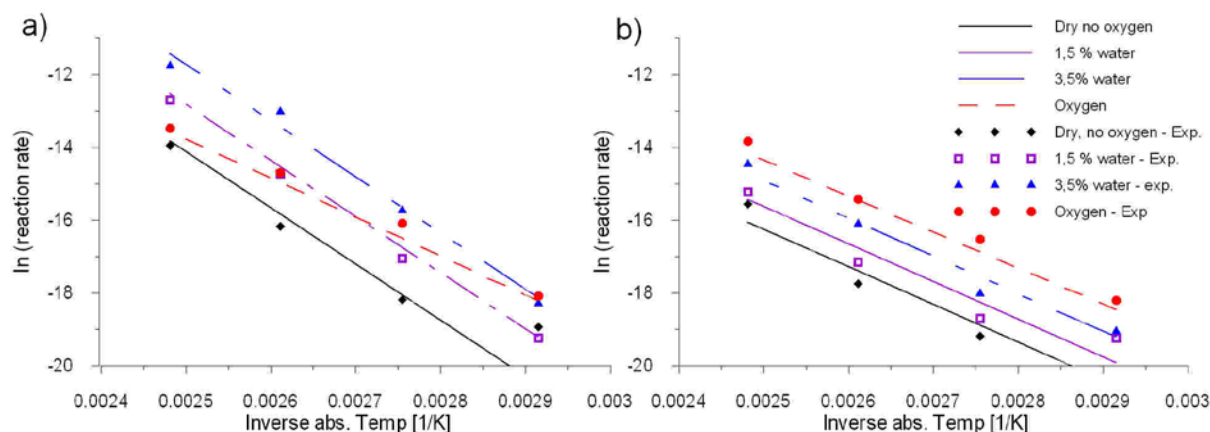 a)
-12
-14
-16
-18
-20
ln (reaction rate)
0.0024 0.0025 0.0026 0.0027 0.0028 0.0029 0.003
Inverse abs. Temp [1/K]
b)
-12
-14
-16
-18
-20
ln (reaction rate)
0.0024 0.0025 0.0026 0.0027 0.0028 0.0029 0.003
Inverse abs. Temp [1/K]
Dry no oxygen
1,5 % water
3,5% water
Oxygen
Dry, no oxygen - Exp.
1,5 % water - Exp.
3,5% water - exp.
Oxygen - Exp